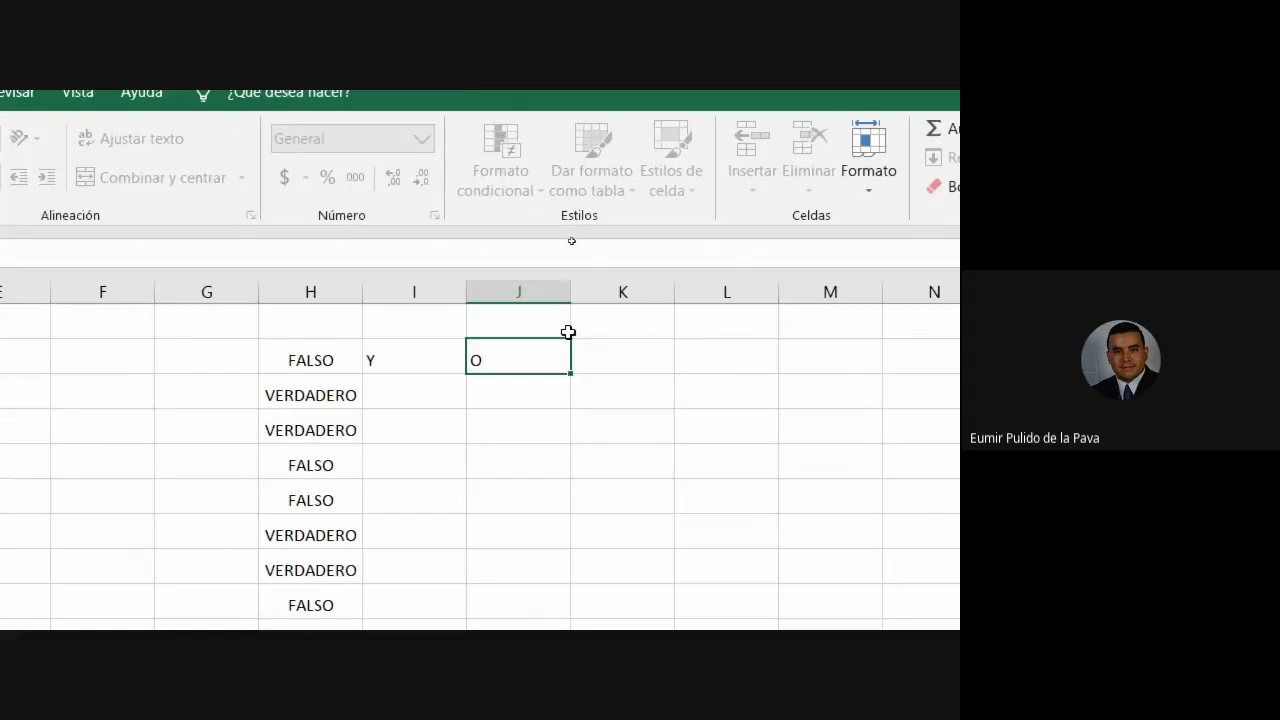 evisar Vista Ayuda ¿Qué desea hacer?
Ajustar texto General
Combinar y centrar $ % 000
Formato condicional
Dar formato como tabla
Estilos de celda
Insertar Eliminar Formato
Alineación Número Estilos Celdas
E F G H I J K L M N
FALSO Y O
VERDADERO
VERDADERO
FALSO
FALSO
VERDADERO
VERDADERO
FALSO
Eumir Pulido de la Pava